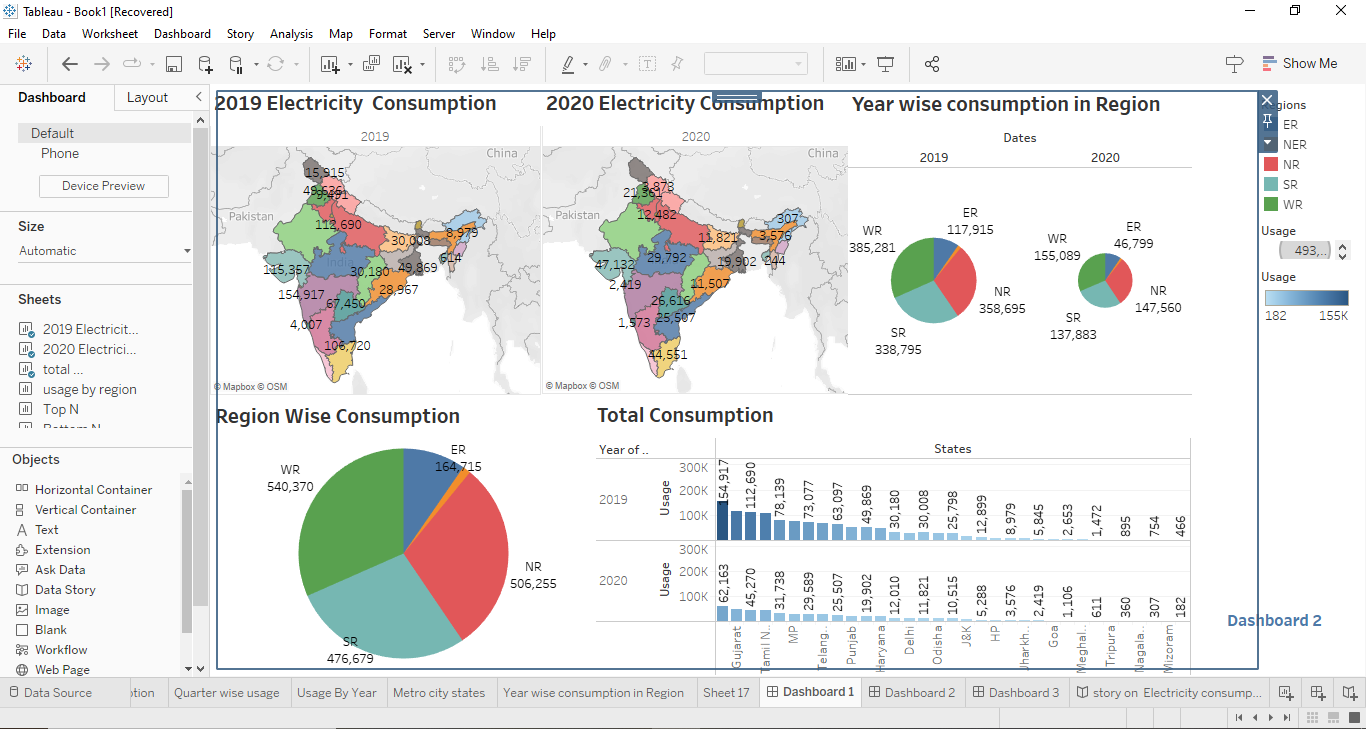 Tableau - Book1 [Recovered]
File Data Worksheet Dashboard Story Analysis Map Format Server Window Help
Show Me
Dashboard Layout
Default
Phone
Device Preview
Size
Automatic
Sheets
2019 Electricit...
2020 Electrici...
total ...
usage by region
Top N
Bottom N
Objects
Horizontal Container
Vertical Container
Text
Extension
Ask Data
Data Story
Image
Blank
Workflow
Web Page
2019 Electricity Consumption
2019
China
Pakistan
India
15,915
112,690
30,008
8,979
614
115,357
30,180
49,869
28,967
154,917
67,450
4,007
106,720
© Mapbox © OSM
2020 Electricity Consumption
2020
China
Pakistan
3,873
21,361
12,482
307
11,821
3,576
29,792
19,902
244
47,132
2,419
11,507
26,616
1,573
25,507
44,551
© Mapbox © OSM
Year wise consumption in Region
Dates
2019 2020
ER
117,915
WR
385,281
NR
358,695
SR
338,795
ER
46,799
WR
155,089
NR
147,560
SR
137,883
Regions
ER
NER
NR
SR
WR
Usage
493,...
Usage
182 155K
Region Wise Consumption
ER
164,715
WR
540,370
NR
506,255
SR
476,679
Total Consumption
Year of ..
States
2019
Usage
300K
200K
100K
154,917 112,690 78,139 73,077 63,097 49,869 30,180 30,008 25,798 12,899 8,979 5,845 2,653 1,472 895 754 466
2020
Usage
300K
200K
100K
62,163 45,270 31,738 29,589 25,507 19,902 12,010 11,821 10,515 5,288 3,576 2,419 1,106 611 360 307 182
Gujarat Tamil N.. MP Telang.. Punjab Haryana Delhi Odisha J&K HP Jharkh.. Goa Meghal.. Tripura Nagala.. Mizoram
Dashboard 2
Data Source ption Quarter wise usage Usage By Year Metro city states Year wise consumption in Region Sheet 17 Dashboard 1 Dashboard 2 Dashboard 3 story on Electricity consump...